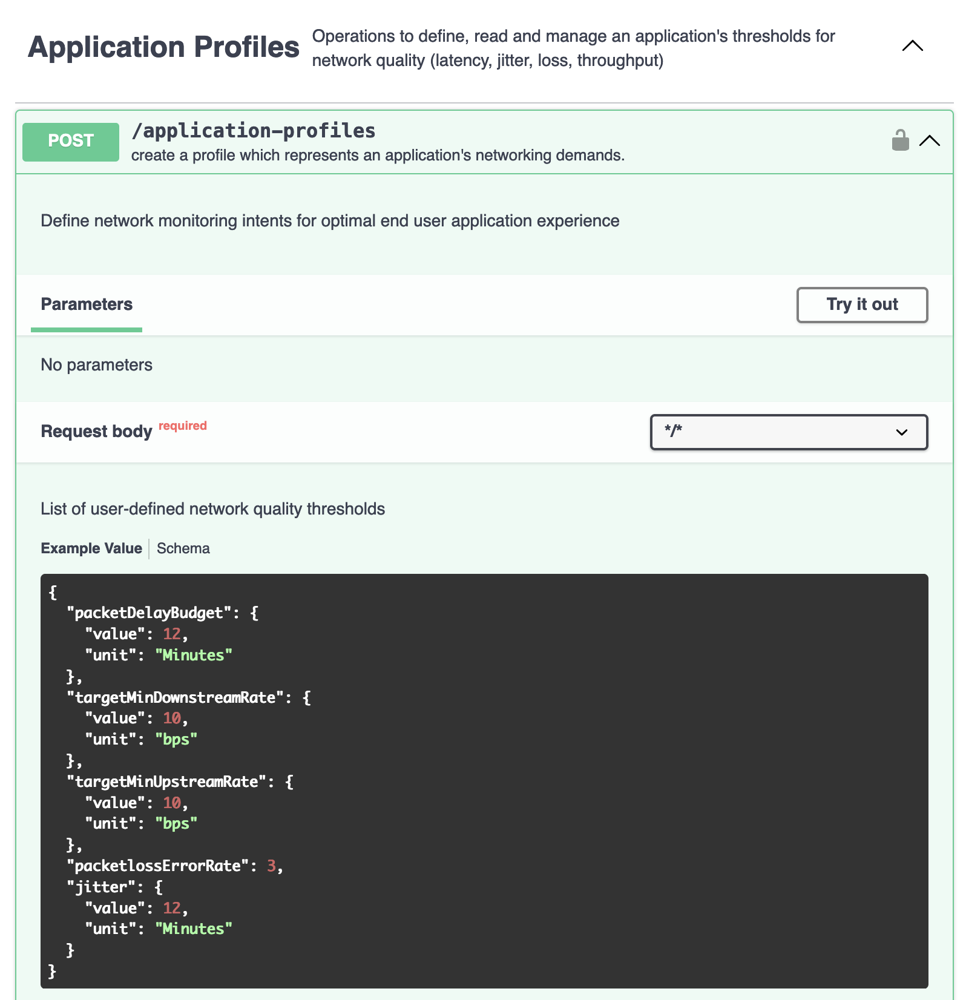 Application Profiles
Operations to define, read and manage an application's thresholds for
network quality (latency, jitter, loss, throughput)
POST
/application-profiles
create a profile which represents an application's networking demands.
Define network monitoring intents for optimal end user application experience
Parameters
Try it out
No parameters
Request body required
*/*
List of user-defined network quality thresholds
Example Value
Schema
{
  "packetDelayBudget": {
    "value": 12,
    "unit": "Minutes"
  },
  "targetMinDownstreamRate": {
    "value": 10,
    "unit": "bps"
  },
  "targetMinUpstreamRate": {
    "value": 10,
    "unit": "bps"
  },
  "packetlossErrorRate": 3,
  "jitter": {
    "value": 12,
    "unit": "Minutes"
  }
}